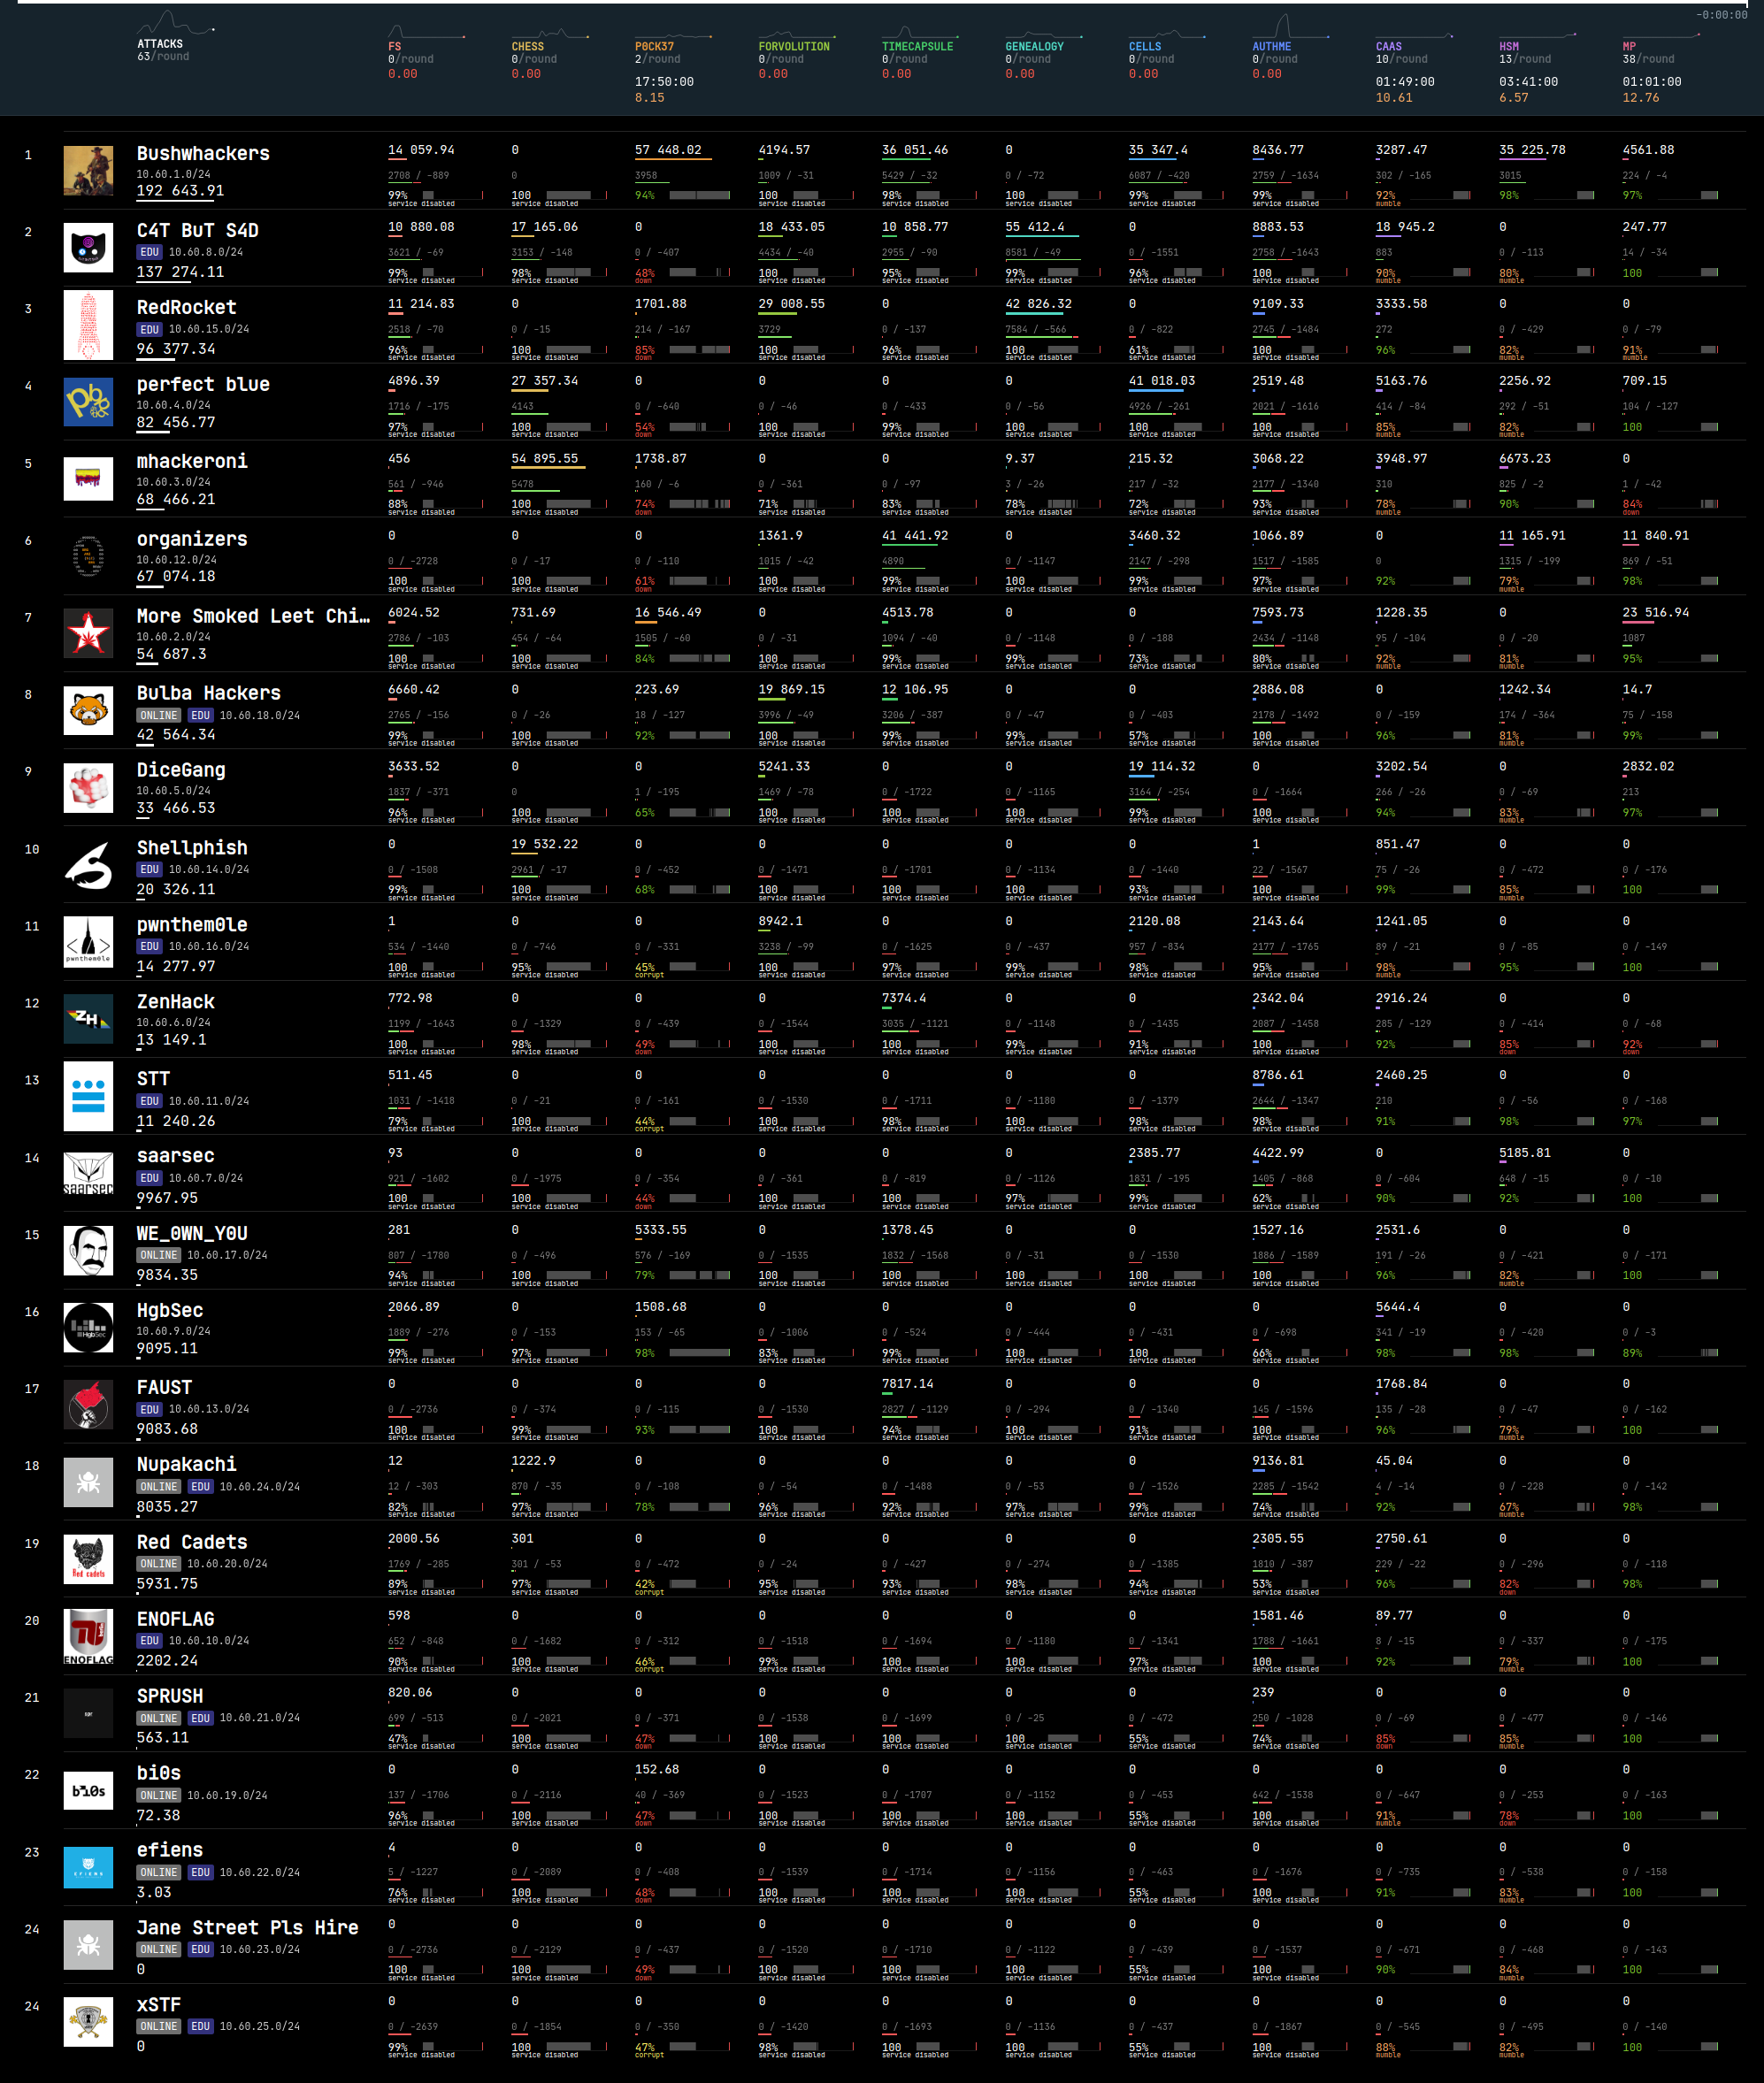 -0:00:00
ATTACKS FS CHESS P0CK37 FORVOLUTION TIMECAPSULE GENEALOGY CELLS AUTHME CAAS HSM MP
63/round 0/round 0/round 2/round 0/round 0/round 0/round 0/round 0/round 10/round 13/round 38/round
0.00 0.00 0.00 0.00 0.00 0.00 0.00
17:50:00 01:49:00 03:41:00 01:01:00
8.15 10.61 6.57 12.76
1 Bushwhackers 14 059.94 0 57 448.02 4194.57 36 051.46 0 35 347.4 8436.77 3287.47 35 225.78 4561.88
10.60.1.0/24 2708 / -889 0 3958 1009 / -31 5429 / -32 0 / -72 6087 / -420 2759 / -1634 302 / -165 3015 224 / -4
192 643.91 99% 100 94% 100 98% 100 99% 99% 92% 98% 97%
service disabled service disabled service disabled service disabled service disabled service disabled service disabled mumble
2 C4T BuT S4D 10 880.08 17 165.06 0 18 433.05 10 858.77 55 412.4 0 8883.53 18 945.2 0 247.77
EDU 10.60.8.0/24 3621 / -69 3153 / -148 0 / -407 4434 / -40 2955 / -90 8581 / -49 0 / -1551 2758 / -1643 883 0 / -113 14 / -34
137 274.11 99% 98% 48% 100 95% 99% 96% 100 90% 80% 100
service disabled service disabled down service disabled service disabled service disabled service disabled service disabled mumble mumble
3 RedRocket 11 214.83 0 1701.88 29 008.55 0 42 826.32 0 9109.33 3333.58 0 0
EDU 10.60.15.0/24 2518 / -70 0 / -15 214 / -167 3729 0 / -137 7584 / -566 0 / -822 2745 / -1484 272 0 / -429 0 / -79
96 377.34 96% 100 85% 100 96% 100 61% 100 96% 82% 91%
service disabled service disabled down service disabled service disabled service disabled service disabled service disabled mumble mumble
4 perfect blue 4896.39 27 357.34 0 0 0 0 41 018.03 2519.48 5163.76 2256.92 709.15
10.60.4.0/24 1716 / -175 4143 0 / -640 0 / -46 0 / -433 0 / -56 4926 / -261 2021 / -1616 414 / -84 292 / -51 104 / -127
82 456.77 97% 100 54% 100 99% 100 100 100 85% 82% 100
service disabled service disabled down service disabled service disabled service disabled service disabled service disabled mumble mumble
5 mhackeroni 456 54 895.55 1738.87 0 0 9.37 215.32 3068.22 3948.97 6673.23 0
10.60.3.0/24 561 / -946 5478 160 / -6 0 / -361 0 / -97 3 / -26 217 / -32 2177 / -1340 310 825 / -2 1 / -42
68 466.21 88% 100 74% 71% 83% 78% 72% 93% 78% 90% 84%
service disabled service disabled down service disabled service disabled service disabled service disabled service disabled mumble down
6 organizers 0 0 0 1361.9 41 441.92 0 3460.32 1066.89 0 11 165.91 11 840.91
10.60.12.0/24 0 / -2728 0 / -17 0 / -110 1015 / -42 4890 0 / -1147 2147 / -298 1517 / -1585 0 1315 / -199 869 / -51
67 074.18 100 100 61% 100 99% 100 99% 97% 92% 79% 98%
service disabled service disabled down service disabled service disabled service disabled service disabled service disabled mumble
7 More Smoked Leet Chi… 6024.52 731.69 16 546.49 0 4513.78 0 0 7593.73 1228.35 0 23 516.94
10.60.2.0/24 2786 / -103 454 / -64 1505 / -60 0 / -31 1094 / -40 0 / -1148 0 / -188 2434 / -1148 95 / -104 0 / -20 1087
54 687.3 100 100 84% 100 99% 99% 73% 80% 92% 81% 95%
service disabled service disabled service disabled service disabled service disabled service disabled service disabled mumble mumble
8 Bulba Hackers 6660.42 0 223.69 19 869.15 12 106.95 0 0 2886.08 0 1242.34 14.7
ONLINE EDU 10.60.18.0/24 2765 / -156 0 / -26 18 / -127 3996 / -49 3206 / -387 0 / -47 0 / -403 2178 / -1492 0 / -159 174 / -364 75 / -158
42 564.34 99% 100 92% 100 99% 99% 57% 100 96% 81% 99%
service disabled service disabled service disabled service disabled service disabled service disabled service disabled mumble
9 DiceGang 3633.52 0 0 5241.33 0 0 19 114.32 0 3202.54 0 2832.02
10.60.5.0/24 1837 / -371 0 1 / -195 1469 / -78 0 / -1722 0 / -1165 3164 / -254 0 / -1664 266 / -26 0 / -69 213
33 466.53 96% 100 65% 100 100 100 99% 100 94% 83% 97%
service disabled service disabled service disabled service disabled service disabled service disabled service disabled mumble
10 Shellphish 0 19 532.22 0 0 0 0 0 1 851.47 0 0
EDU 10.60.14.0/24 0 / -1508 2961 / -17 0 / -452 0 / -1471 0 / -1701 0 / -1134 0 / -1440 22 / -1567 75 / -26 0 / -472 0 / -176
20 326.11 99% 100 68% 100 100 100 93% 100 99% 85% 100
service disabled service disabled service disabled service disabled service disabled service disabled service disabled mumble
11 pwnthem0le 1 0 0 8942.1 0 0 2120.08 2143.64 1241.05 0 0
EDU 10.60.16.0/24 534 / -1440 0 / -746 0 / -331 3238 / -99 0 / -1625 0 / -437 957 / -834 2177 / -1765 89 / -21 0 / -85 0 / -149
pwnthem0le
14 277.97 100 95% 45% 100 97% 99% 98% 95% 98% 95% 100
service disabled service disabled corrupt service disabled service disabled service disabled service disabled service disabled mumble
12 ZenHack 772.98 0 0 0 7374.4 0 0 2342.04 2916.24 0 0
ZH 10.60.6.0/24 1199 / -1643 0 / -1329 0 / -439 0 / -1544 3035 / -1121 0 / -1148 0 / -1435 2087 / -1458 285 / -129 0 / -414 0 / -68
13 149.1 100 98% 49% 100 100 99% 91% 100 92% 85% 92%
service disabled service disabled down service disabled service disabled service disabled service disabled service disabled down down
13 STT 511.45 0 0 0 0 0 0 8786.61 2460.25 0 0
EDU 10.60.11.0/24 1031 / -1418 0 / -21 0 / -161 0 / -1530 0 / -1711 0 / -1180 0 / -1379 2644 / -1347 210 0 / -56 0 / -168
11 240.26 79% 100 44% 100 98% 100 98% 98% 91% 98% 97%
service disabled service disabled corrupt service disabled service disabled service disabled service disabled service disabled
14 saarsec 93 0 0 0 0 0 2385.77 4422.99 0 5185.81 0
EDU 10.60.7.0/24 921 / -1602 0 / -1975 0 / -354 0 / -361 0 / -819 0 / -1126 1831 / -195 1405 / -868 0 / -604 648 / -15 0 / -10
saarsec
9967.95 100 100 44% 100 100 97% 99% 62% 90% 92% 100
service disabled service disabled down service disabled service disabled service disabled service disabled service disabled
15 WE_0WN_Y0U 281 0 5333.55 0 1378.45 0 0 1527.16 2531.6 0 0
ONLINE 10.60.17.0/24 807 / -1780 0 / -496 576 / -169 0 / -1535 1832 / -1568 0 / -31 0 / -1530 1886 / -1589 191 / -26 0 / -421 0 / -171
9834.35 94% 100 79% 100 100 100 100 100 96% 82% 100
service disabled service disabled service disabled service disabled service disabled service disabled service disabled mumble
16 HgbSec 2066.89 0 1508.68 0 0 0 0 0 5644.4 0 0
HgbSec 10.60.9.0/24 1889 / -276 0 / -153 153 / -65 0 / -1006 0 / -524 0 / -444 0 / -431 0 / -698 341 / -19 0 / -420 0 / -3
9095.11 99% 97% 98% 83% 99% 100 100 66% 98% 98% 89%
service disabled service disabled service disabled service disabled service disabled service disabled service disabled
17 FAUST 0 0 0 0 7817.14 0 0 0 1768.84 0 0
EDU 10.60.13.0/24 0 / -2736 0 / -374 0 / -115 0 / -1530 2827 / -1129 0 / -294 0 / -1340 145 / -1596 135 / -28 0 / -47 0 / -162
9083.68 100 99% 93% 100 94% 100 91% 100 96% 79% 100
service disabled service disabled service disabled service disabled service disabled service disabled service disabled mumble
18 Nupakachi 12 1222.9 0 0 0 0 0 9136.81 45.04 0 0
ONLINE EDU 10.60.24.0/24 12 / -303 870 / -35 0 / -108 0 / -54 0 / -1488 0 / -53 0 / -1526 2285 / -1542 4 / -14 0 / -228 0 / -142
8035.27 82% 97% 78% 96% 92% 97% 99% 74% 92% 67% 98%
service disabled service disabled service disabled service disabled service disabled service disabled service disabled mumble
19 Red Cadets 2000.56 301 0 0 0 0 0 2305.55 2750.61 0 0
ONLINE 10.60.20.0/24 1769 / -285 301 / -53 0 / -472 0 / -24 0 / -427 0 / -274 0 / -1385 1810 / -387 229 / -22 0 / -296 0 / -118
Red cadets
5931.75 89% 97% 42% 95% 93% 98% 94% 53% 96% 82% 98%
service disabled service disabled corrupt service disabled service disabled service disabled service disabled service disabled down
20 ENOFLAG 598 0 0 0 0 0 0 1581.46 89.77 0 0
EDU 10.60.10.0/24 652 / -848 0 / -1682 0 / -312 0 / -1518 0 / -1694 0 / -1180 0 / -1341 1788 / -1661 8 / -15 0 / -337 0 / -175
ENOFLAG
2202.24 90% 100 46% 99% 100 100 97% 100 92% 79% 100
service disabled service disabled corrupt service disabled service disabled service disabled service disabled service disabled mumble
21 SPRUSH 820.06 0 0 0 0 0 0 239 0 0 0
ONLINE EDU 10.60.21.0/24 699 / -513 0 / -2021 0 / -371 0 / -1538 0 / -1699 0 / -25 0 / -472 250 / -1028 0 / -69 0 / -477 0 / -146
563.11 47% 100 47% 100 100 100 55% 74% 85% 85% 100
service disabled service disabled down service disabled service disabled service disabled service disabled service disabled down mumble
22 bi0s 0 0 152.68 0 0 0 0 0 0 0 0
bi0s ONLINE EDU 10.60.19.0/24 137 / -1706 0 / -2116 40 / -369 0 / -1523 0 / -1707 0 / -1152 0 / -453 642 / -1538 0 / -647 0 / -253 0 / -163
72.38 96% 100 47% 100 100 100 55% 100 91% 78% 100
service disabled service disabled down service disabled service disabled service disabled service disabled service disabled mumble down
23 efiens 4 0 0 0 0 0 0 0 0 0 0
EFIENS ONLINE EDU 10.60.22.0/24 5 / -1227 0 / -2089 0 / -408 0 / -1539 0 / -1714 0 / -1156 0 / -463 0 / -1676 0 / -735 0 / -538 0 / -158
3.03 76% 100 48% 100 100 100 55% 100 91% 83% 100
service disabled service disabled down service disabled service disabled service disabled service disabled service disabled mumble
24 Jane Street Pls Hire 0 0 0 0 0 0 0 0 0 0 0
ONLINE EDU 10.60.23.0/24 0 / -2736 0 / -2129 0 / -437 0 / -1520 0 / -1710 0 / -1122 0 / -439 0 / -1537 0 / -671 0 / -468 0 / -143
0 100 100 49% 100 100 100 55% 100 90% 84% 100
service disabled service disabled down service disabled service disabled service disabled service disabled service disabled mumble
24 xSTF 0 0 0 0 0 0 0 0 0 0 0
ONLINE EDU 10.60.25.0/24 0 / -2639 0 / -1854 0 / -350 0 / -1420 0 / -1693 0 / -1136 0 / -437 0 / -1867 0 / -545 0 / -495 0 / -140
0 99% 100 47% 98% 100 100 55% 100 88% 82% 100
service disabled service disabled corrupt service disabled service disabled service disabled service disabled service disabled mumble mumble